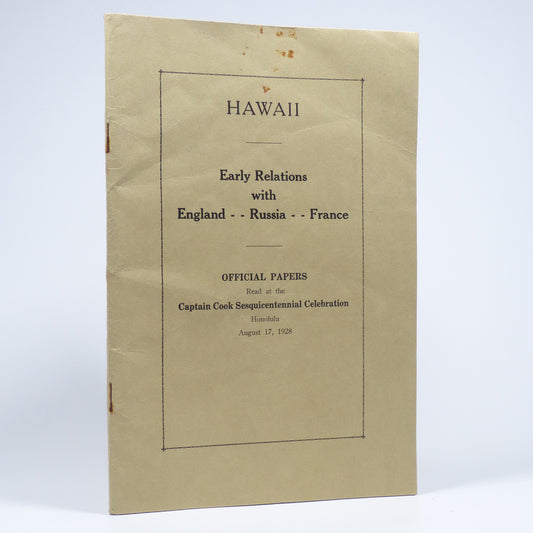 HAWAII
Early Relations
with
England - - Russia - - France
OFFICIAL PAPERS
Read at the
Captain Cook Sesquicentennial Celebration
Honolulu
August 17, 1928